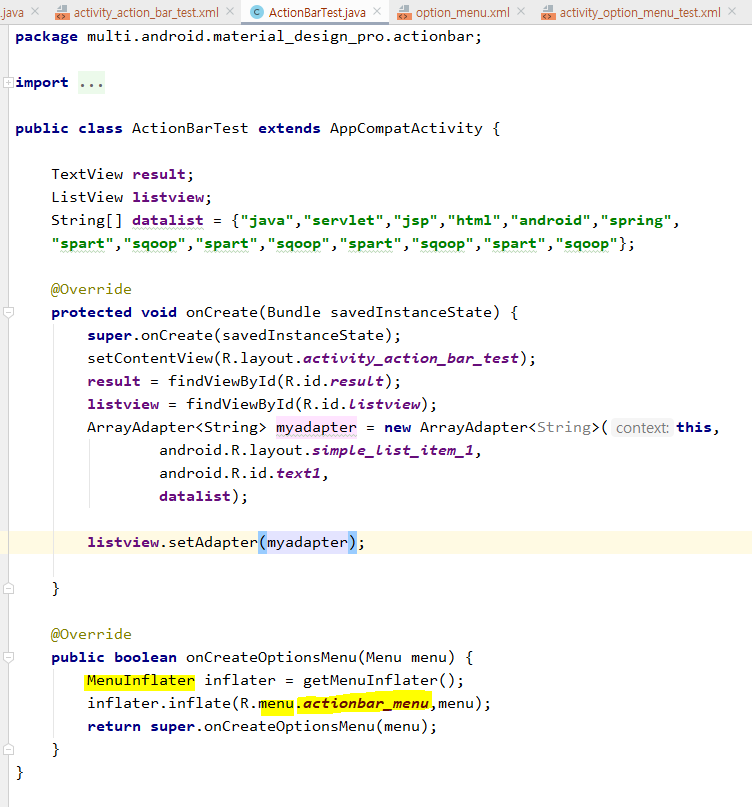 .java
activity_action_bar_test.xml
ActionBarTest.java
option_menu.xml
activity_option_menu_test.xml
package multi.android.material_design_pro.actionbar;
import ...
public class ActionBarTest extends AppCompatActivity {
TextView result;
ListView listview;
String[] datalist = {"java","servlet","jsp","html","android","spring",
"spart","sqoop","spart","sqoop","spart","sqoop","spart","sqoop"};
@Override
protected void onCreate(Bundle savedInstanceState) {
super.onCreate(savedInstanceState);
setContentView(R.layout.activity_action_bar_test);
result = findViewById(R.id.result);
listview = findViewById(R.id.listview);
ArrayAdapter<String> myadapter = new ArrayAdapter<String>( context: this,
android.R.layout.simple_list_item_1,
android.R.id.text1,
datalist);
listview.setAdapter(myadapter);
}
@Override
public boolean onCreateOptionsMenu(Menu menu) {
MenuInflater inflater = getMenuInflater();
inflater.inflate(R.menu.actionbar_menu,menu);
return super.onCreateOptionsMenu(menu);
}
}